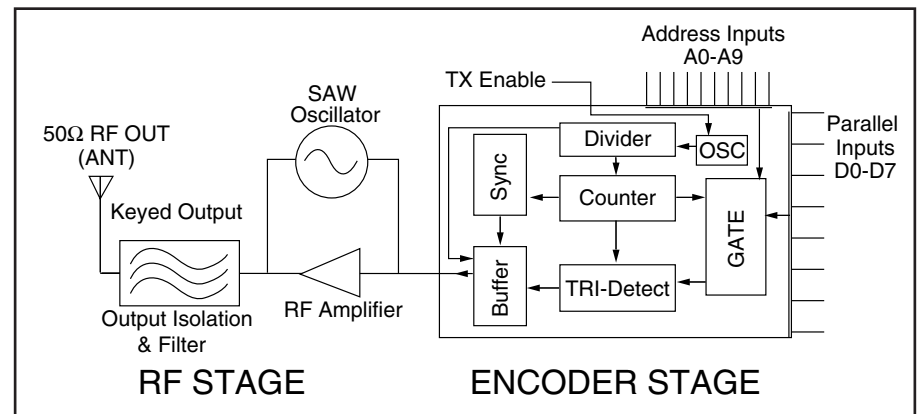 Address Inputs
A0-A9
TX Enable
SAW
Oscillator
50Ω RF OUT
(ANT)
Parallel
Inputs
D0-D7
Divider
OSC
Sync
Counter
GATE
Keyed Output
Buffer
TRI-Detect
RF Amplifier
Output Isolation
& Filter
RF STAGE
ENCODER STAGE